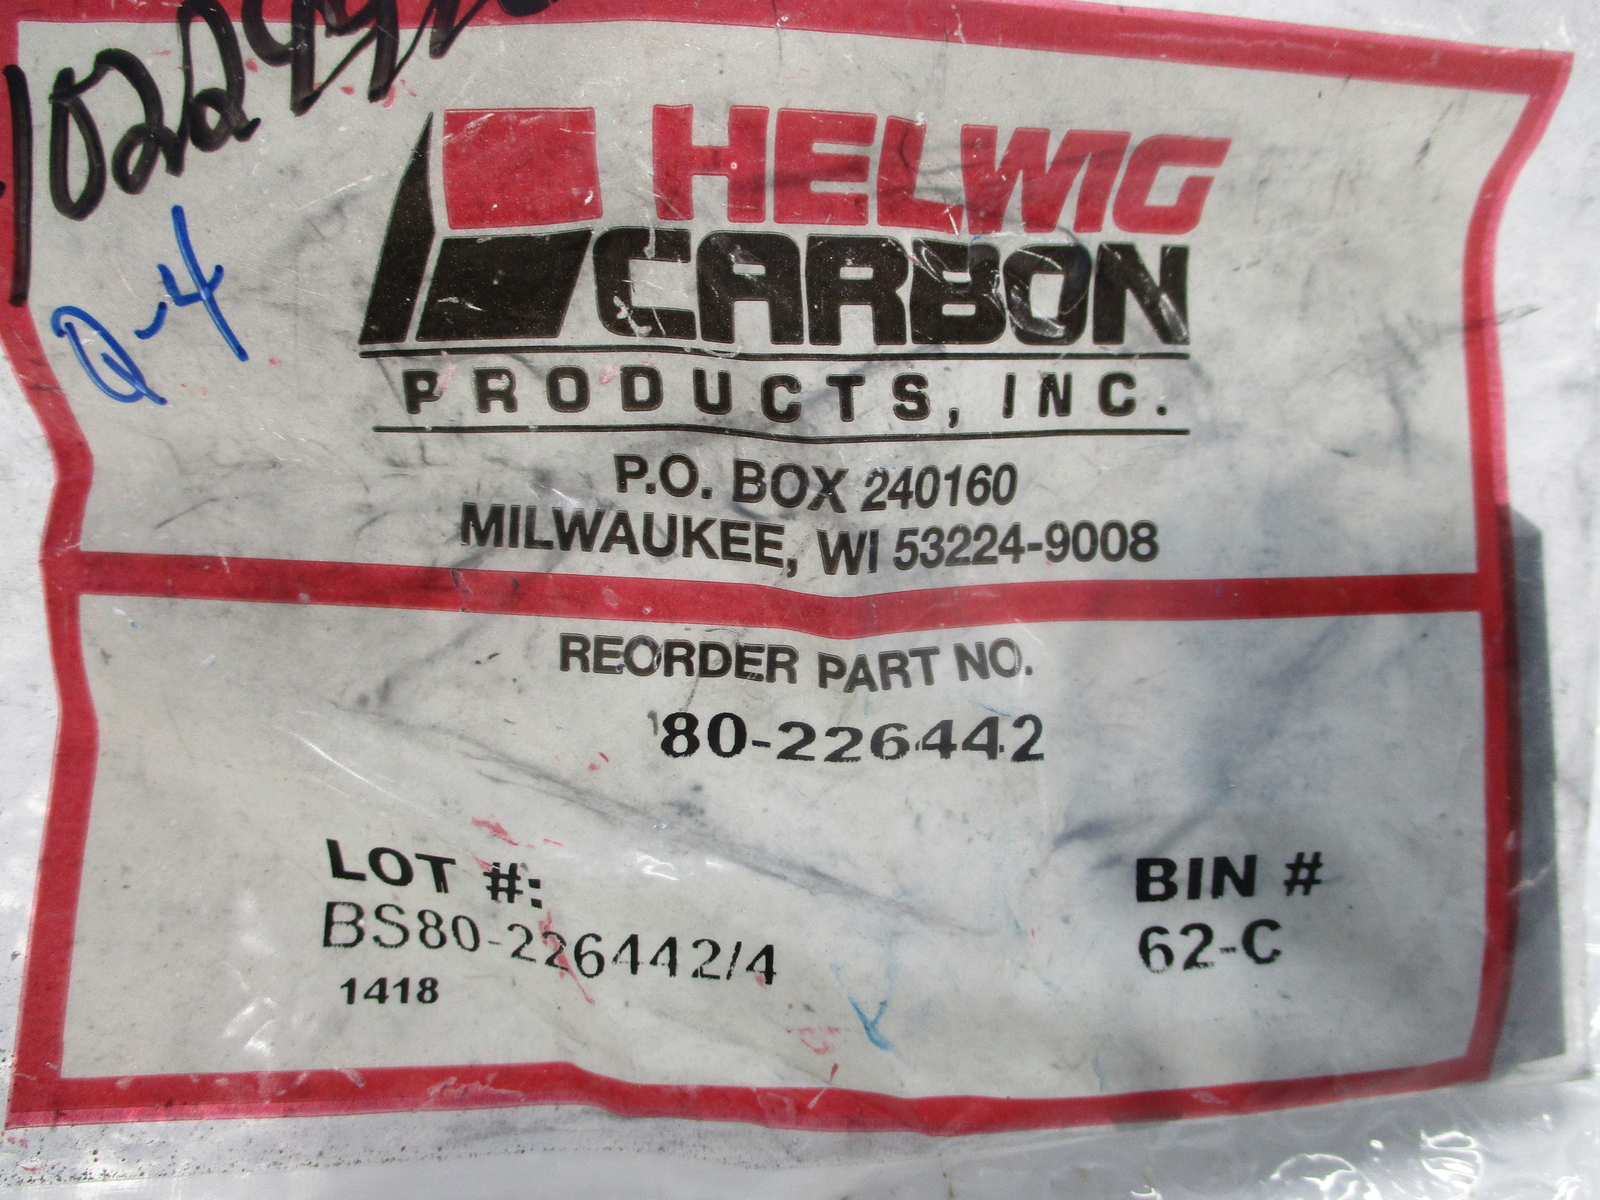 Q-4
HELWIG
CARBON
PRODUCTS, INC.
P.O. BOX 240160
MILWAUKEE, WI 53224-9008
REORDER PART NO.
80-226442
LOT #:
BS80-226442/4
1418
BIN #
62-C